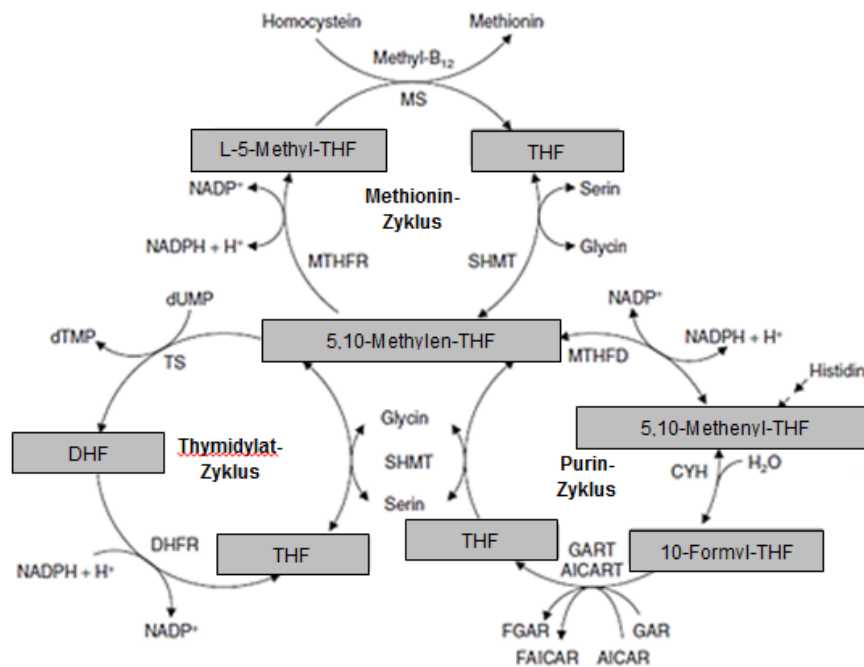 Homocystein
Methionin
Methyl-B12
MS
L-5-Methyl-THF
THF
NADP+
Methionin-
Zyklus
Serin
NADPH + H+
Glycin
MTHFR
SHMT
dUMP
NADP+
dTMP
5,10-Methylen-THF
NADPH + H+
TS
MTHFD
Histidin
Glycin
5,10-Methenyl-THF
DHF
Thymidylat-
Zyklus
SHMT
Purin-
Zyklus
CYH
H2O
Serin
DHFR
THF
THF
GART
AICART
10-Formyl-THF
NADPH + H+
NADP+
FGAR
GAR
FAICAR
AICAR